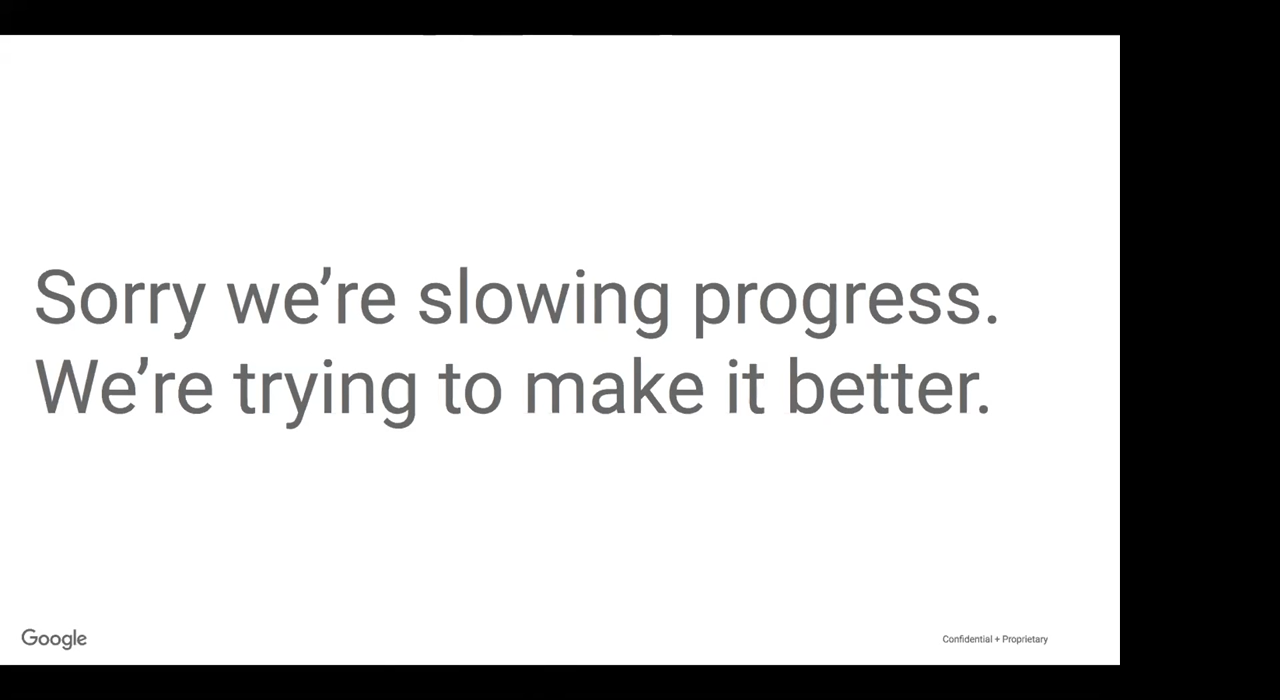 Sorry we’re slowing progress.
We’re trying to make it better.
Google
Confidential + Proprietary